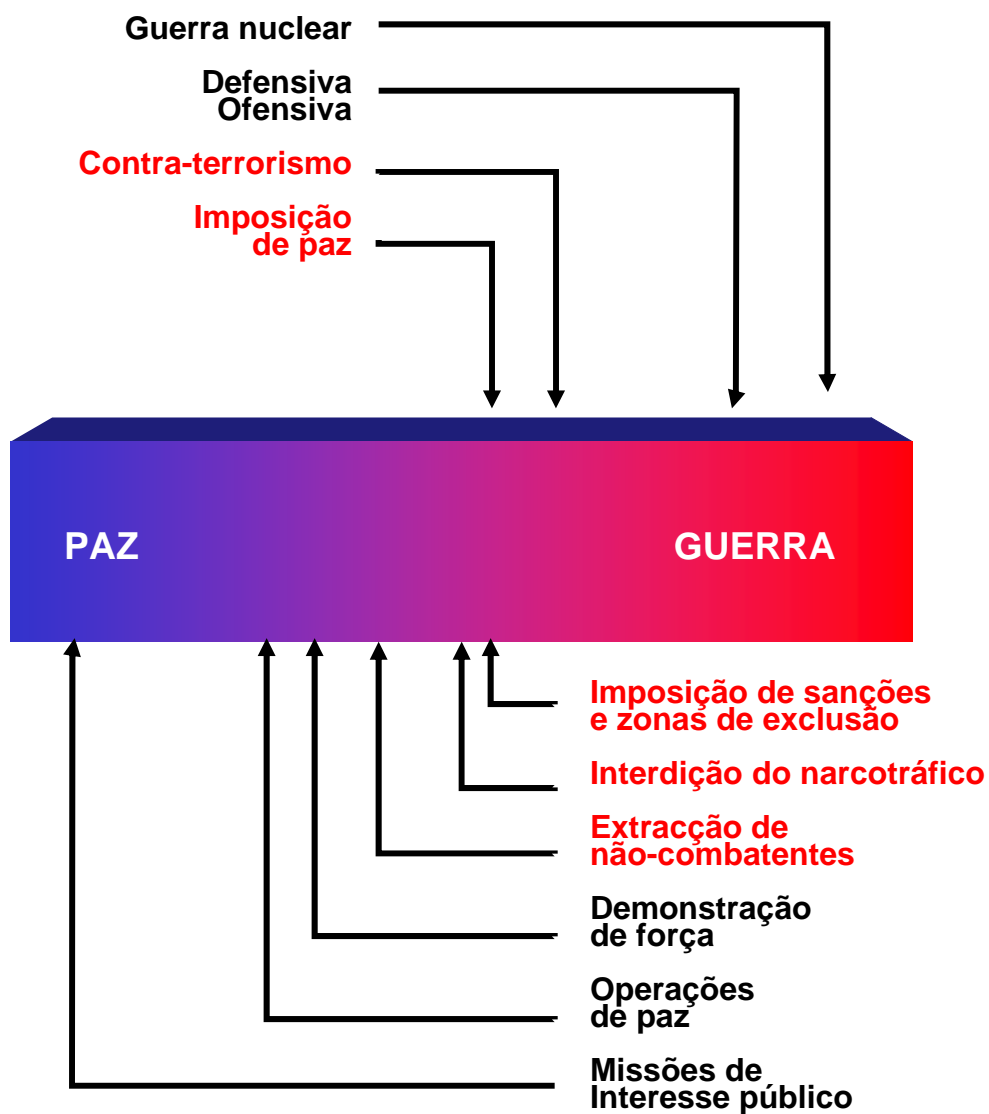 Guerra nuclear
Defensiva
Ofensiva
Contra-terrorismo
Imposição
de paz
PAZ
GUERRA
Imposição de sanções
e zonas de exclusão
Interdição do narcotráfico
Extracção de
não-combatentes
Demonstração
de força
Operações
de paz
Missões de
Interesse público